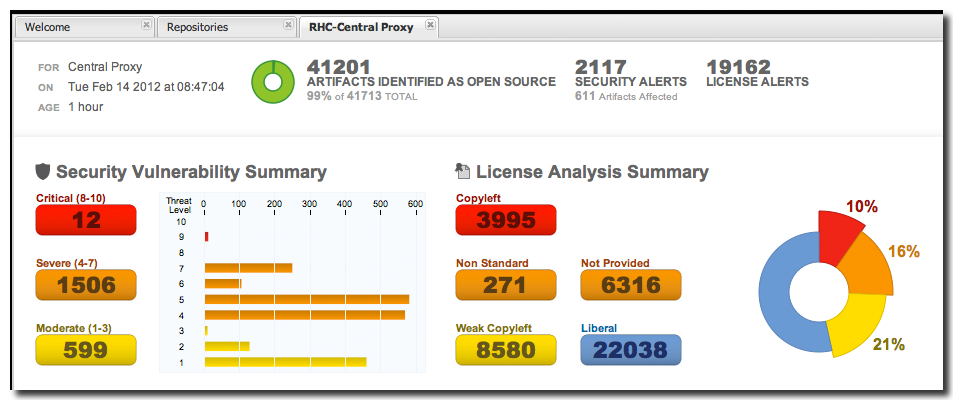 Welcome
Repositories
RHC-Central Proxy
FOR Central Proxy
ON Tue Feb 14 2012 at 08:47:04
AGE 1 hour
41201
ARTIFACTS IDENTIFIED AS OPEN SOURCE
99% of 41713 TOTAL
2117
SECURITY ALERTS
611 Artifacts Affected
19162
LICENSE ALERTS
Security Vulnerability Summary
Critical (8-10)
12
Severe (4-7)
1506
Moderate (1-3)
599
Threat
Level
0 100 200 300 400 500 600
10
9
8
7
6
5
4
3
2
1
License Analysis Summary
Copyleft
3995
Non Standard
271
Not Provided
6316
Weak Copyleft
8580
Liberal
22038
10%
16%
21%